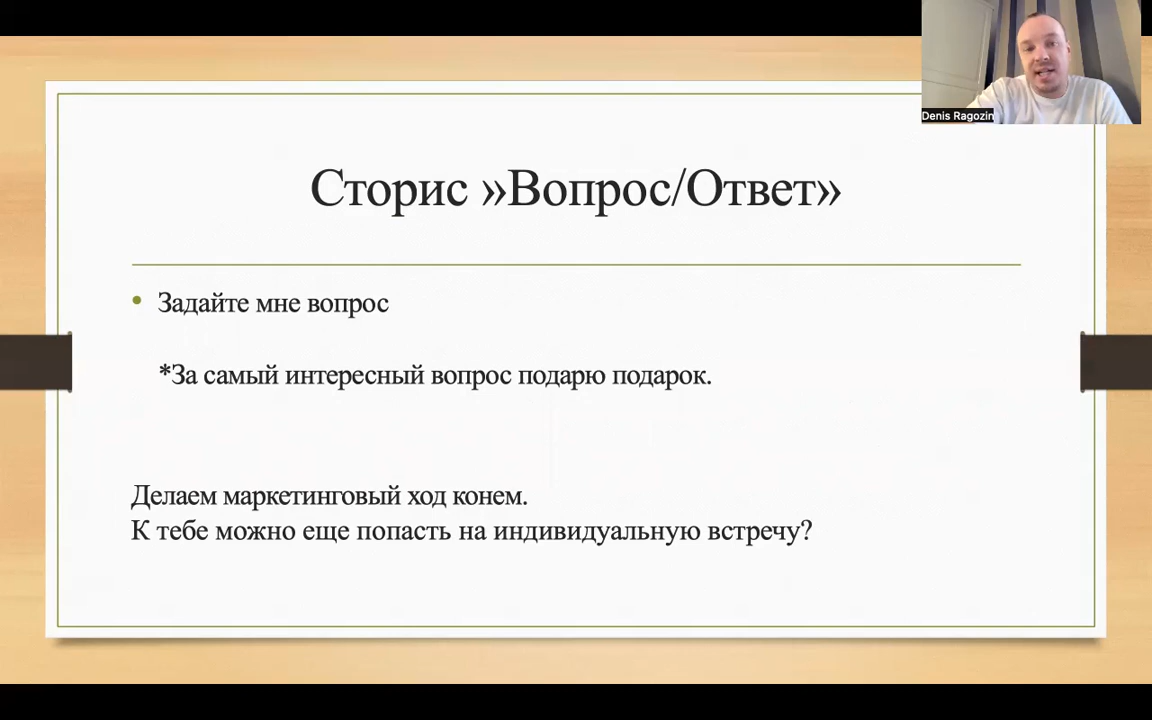 Denis Ragozin
Сторис »Вопрос/Ответ»
Задайте мне вопрос
*За самый интересный вопрос подарю подарок.
Делаем маркетинговый ход конем.
К тебе можно еще попасть на индивидуальную встречу?